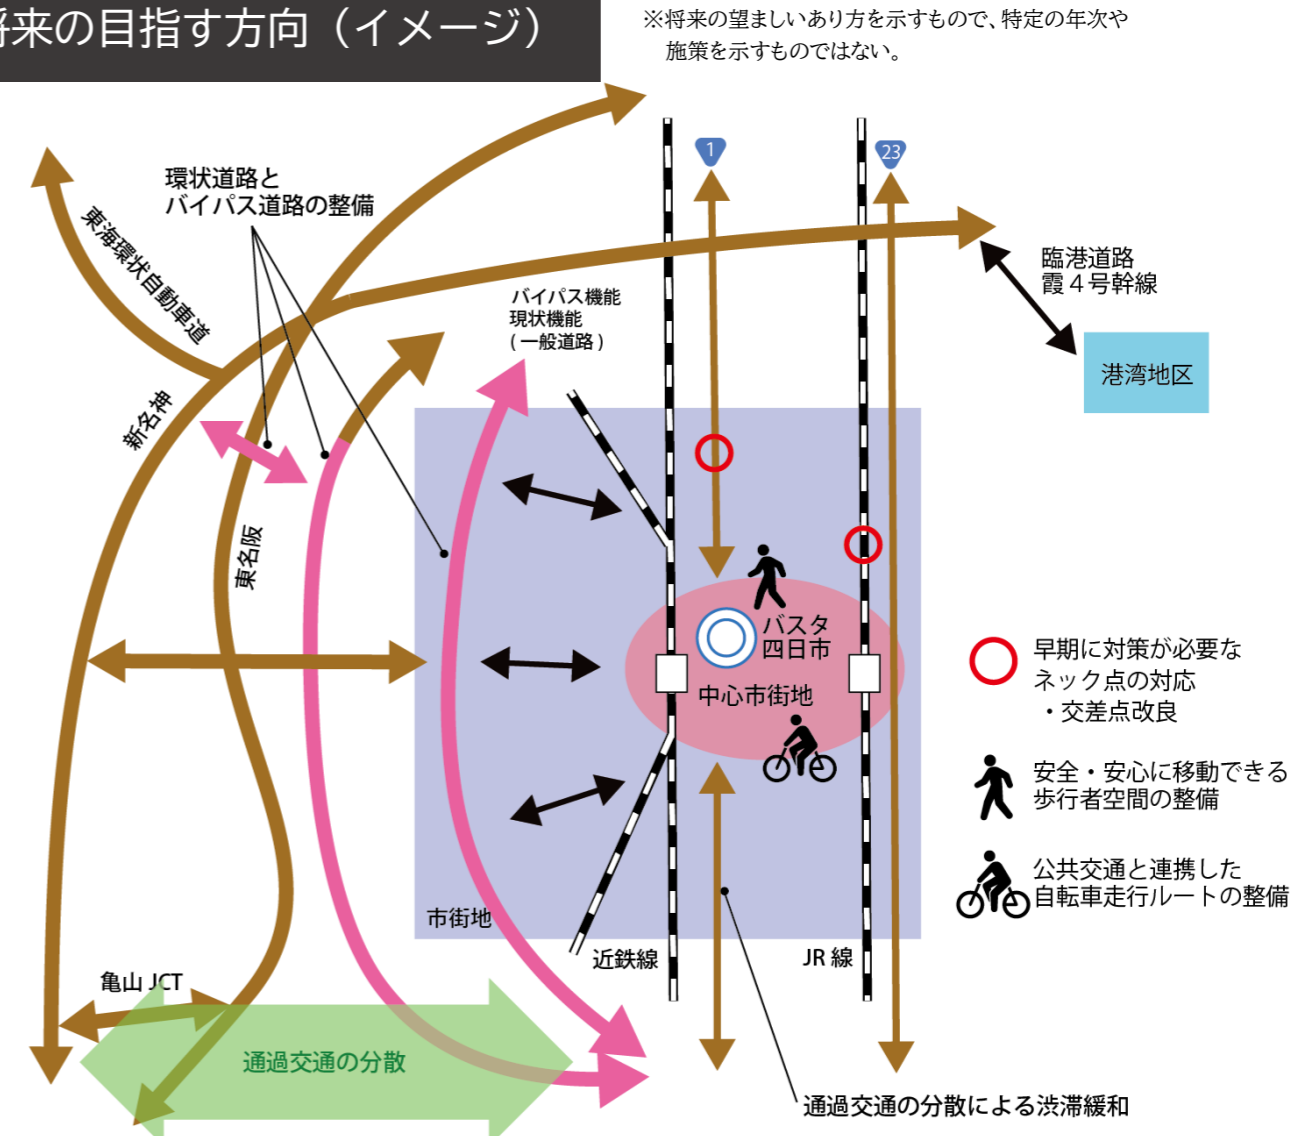 将来の目指す方向（イメージ）
※将来の望ましいあり方を示すもので、特定の年次や
施策を示すものではない。
1
23
環状道路と
バイパス道路の整備
東海環状自動車道
臨港道路
霞４号幹線
バイパス機能
現状機能
(一般道路)
港湾地区
新名神
東名阪
バスタ
四日市
中心市街地
早期に対策が必要な
ネック点の対応
・交差点改良
安全・安心に移動できる
歩行者空間の整備
公共交通と連携した
自転車走行ルートの整備
市街地
近鉄線
JR 線
亀山 JCT
通過交通の分散
通過交通の分散による渋滞緩和